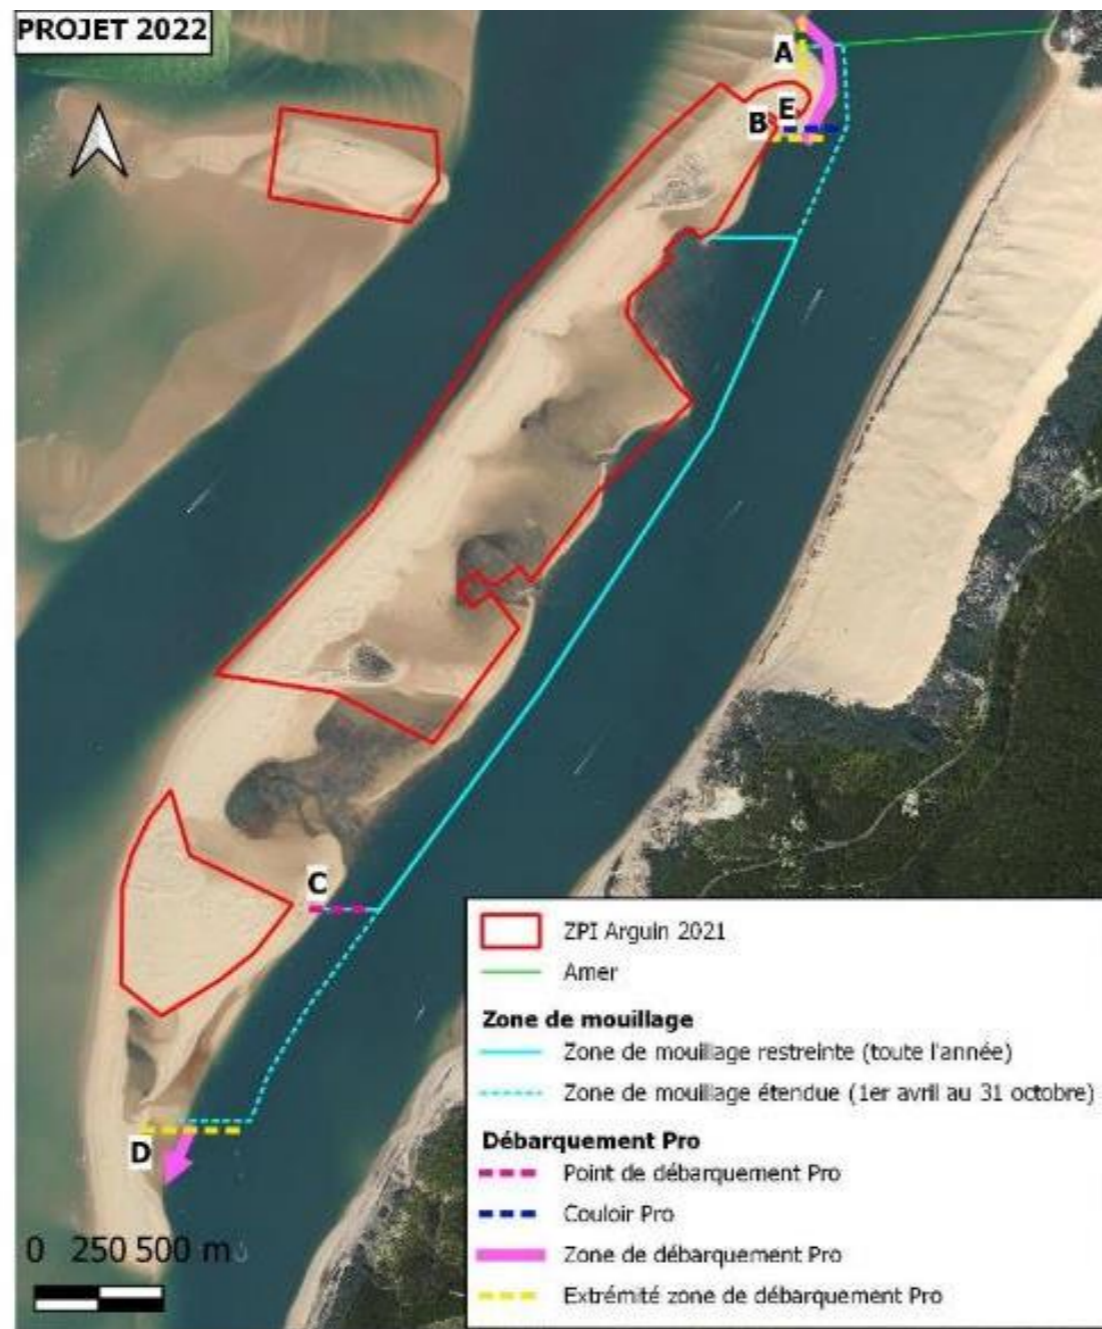 PROJET 2022
A
E
B
C
D
0 250 500 m
ZPI Arguin 2021
Amer
Zone de mouillage
Zone de mouillage restreinte (toute l'année)
Zone de mouillage étendue (1er avril au 31 octobre)
Débarquement Pro
Point de débarquement Pro
Couloir Pro
Zone de débarquement Pro
Extrémité zone de débarquement Pro